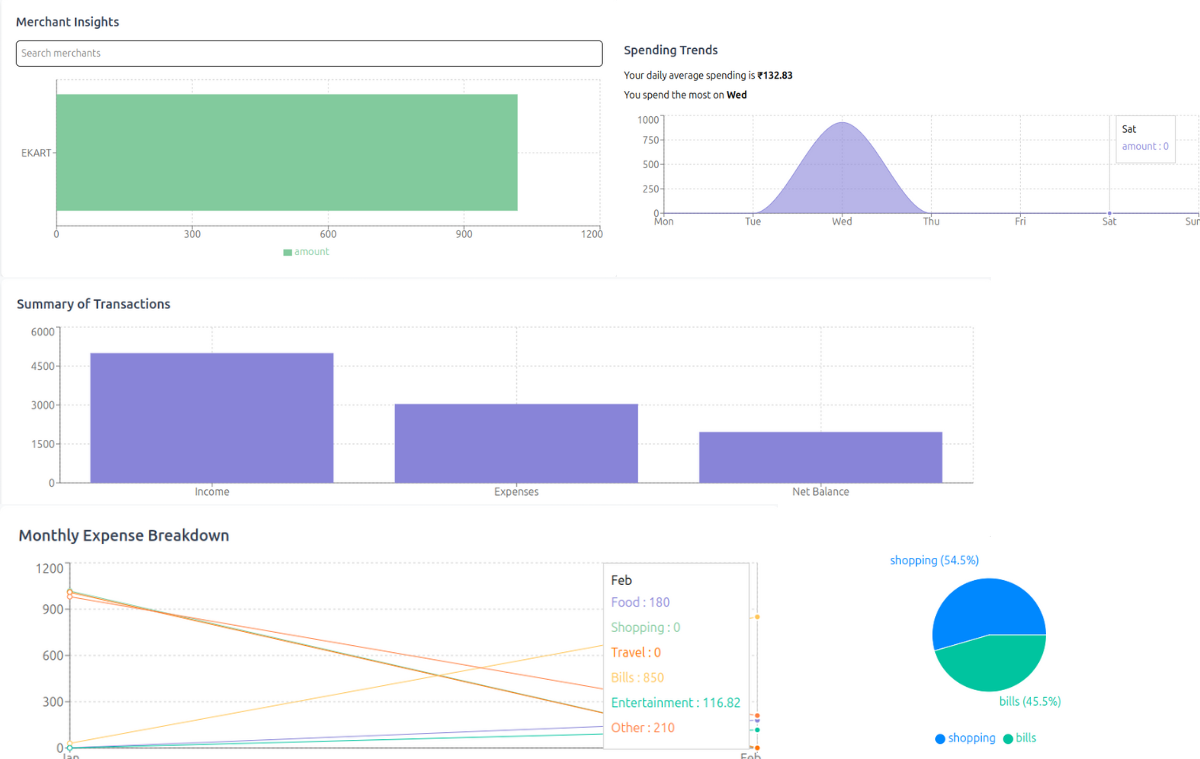 Merchant Insights
Search merchants
EKART
0 300 600 900 1200
amount
Spending Trends
Your daily average spending is ₹132.83
You spend the most on Wed
1000
750
500
250
0
Mon Tue Wed Thu Fri Sat Sun
Sat
amount : 0
Summary of Transactions
6000
4500
3000
1500
0
Income Expenses Net Balance
Monthly Expense Breakdown
1200
900
600
300
0
Jan Feb
Feb
Food : 180
Shopping : 0
Travel : 0
Bills : 850
Entertainment : 116.82
Other : 210
shopping (54.5%)
bills (45.5%)
shopping bills